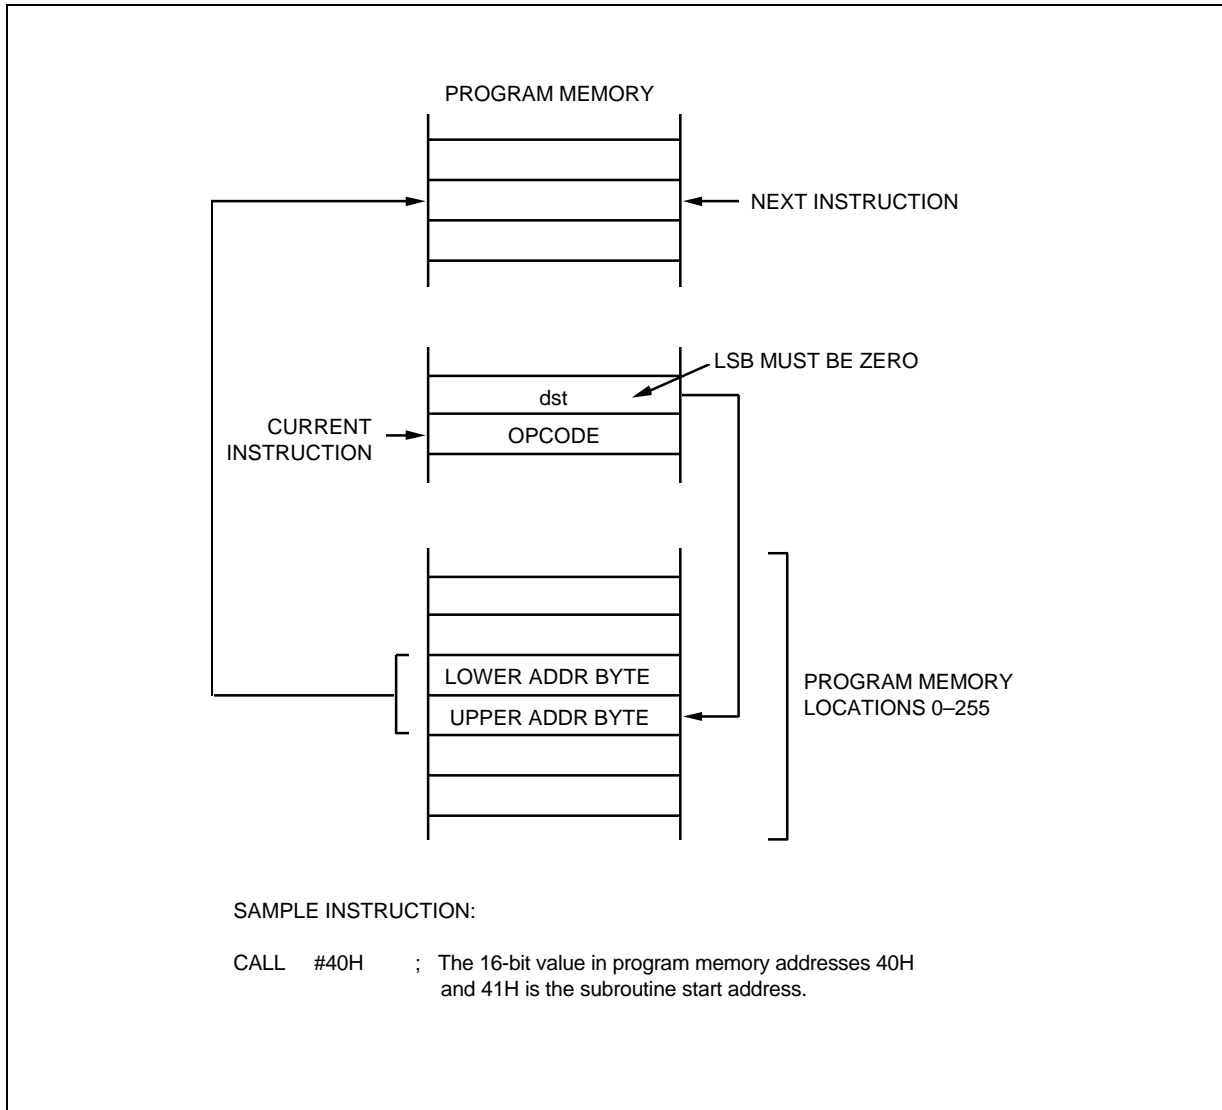 PROGRAM MEMORY
NEXT INSTRUCTION
LSB MUST BE ZERO
dst
CURRENT
INSTRUCTION
OPCODE
LOWER ADDR BYTE
UPPER ADDR BYTE
PROGRAM MEMORY
LOCATIONS 0–255
SAMPLE INSTRUCTION:
CALL #40H ; The 16-bit value in program memory addresses 40H
and 41H is the subroutine start address.